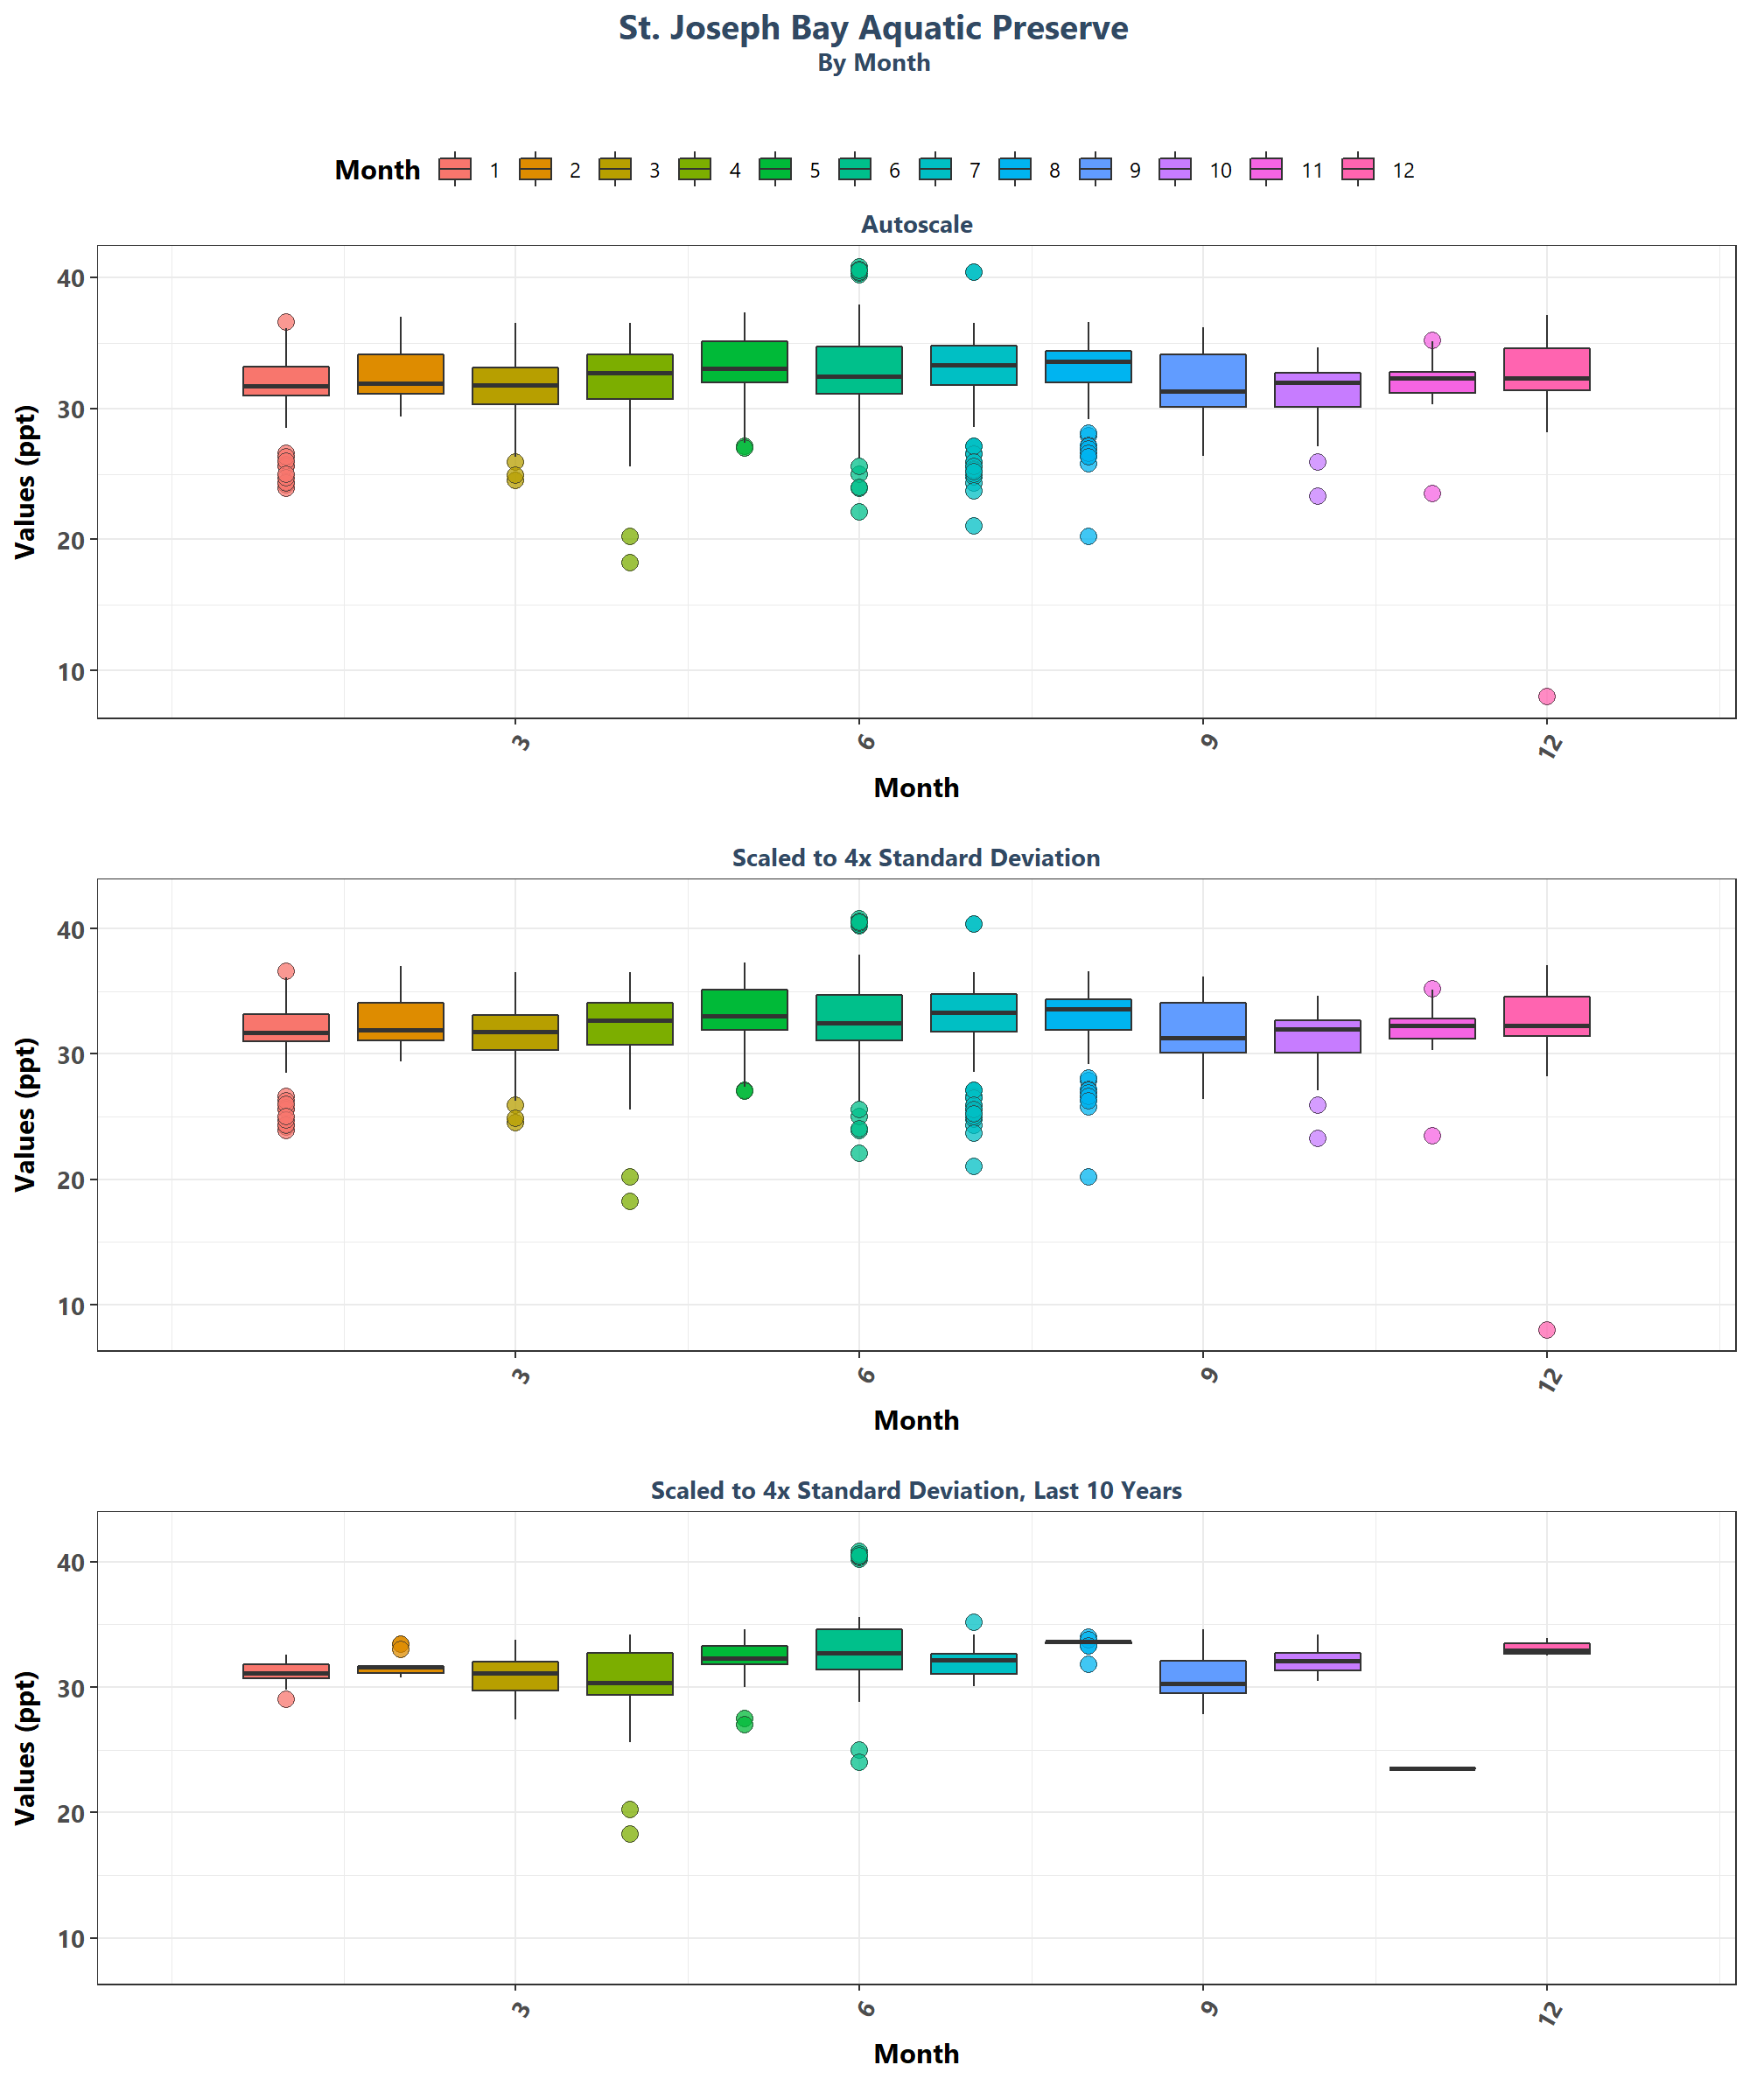 St. Joseph Bay Aquatic Preserve
By Month
Month 1 2 3 4 5 6 7 8 9 10 11 12
Autoscale
Values (ppt)
40
30
20
10
3 6 9 12
Month
Scaled to 4x Standard Deviation
Values (ppt)
40
30
20
10
3 6 9 12
Month
Scaled to 4x Standard Deviation, Last 10 Years
Values (ppt)
40
30
20
10
3 6 9 12
Month